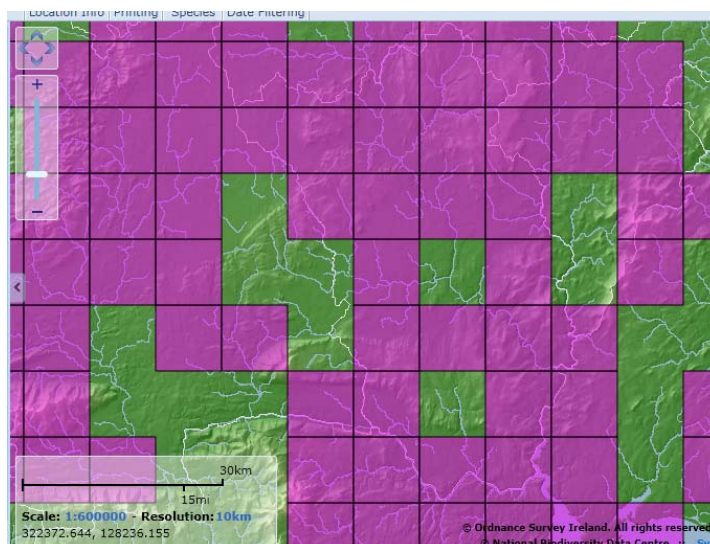 Location Info Printing Species Date Filtering
+
−
<
30km
15mi
Scale: 1:600000 - Resolution:10km
322372.644, 128236.155
© Ordnance Survey Ireland. All rights reserved
© National Biodiversity Data Centre